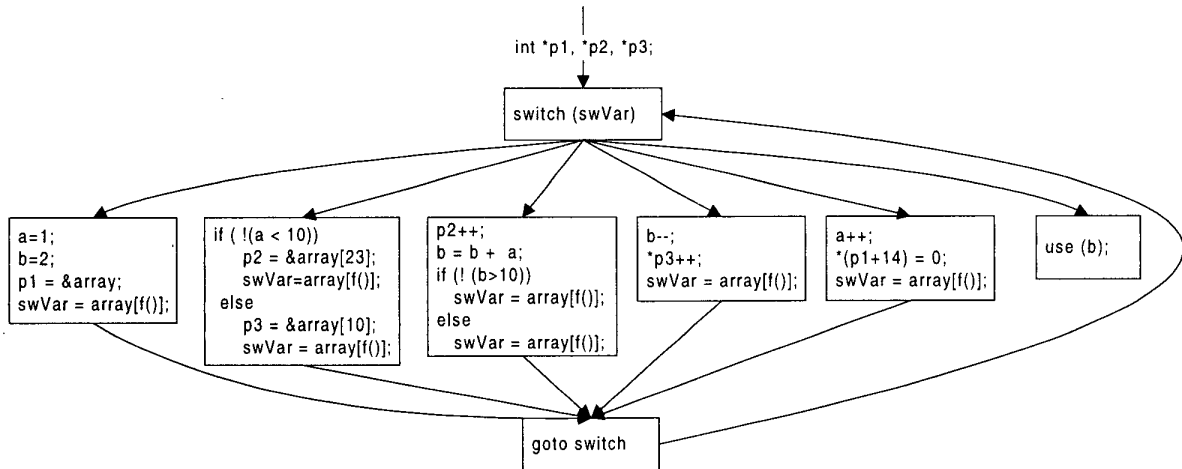 int *p1, *p2, *p3;
switch (swVar)
a=1;
b=2;
p1 = &array;
swVar = array[f()];
if ( !(a < 10))
p2 = &array[23];
swVar=array[f()];
else
p3 = &array[10];
swVar = array[f()];
p2++;
b = b + a;
if (! (b>10))
swVar = array[f()];
else
swVar = array[f()];
b--;
*p3++;
swVar = array[f()];
a++;
*(p1+14) = 0;
swVar = array[f()];
use (b);
goto switch